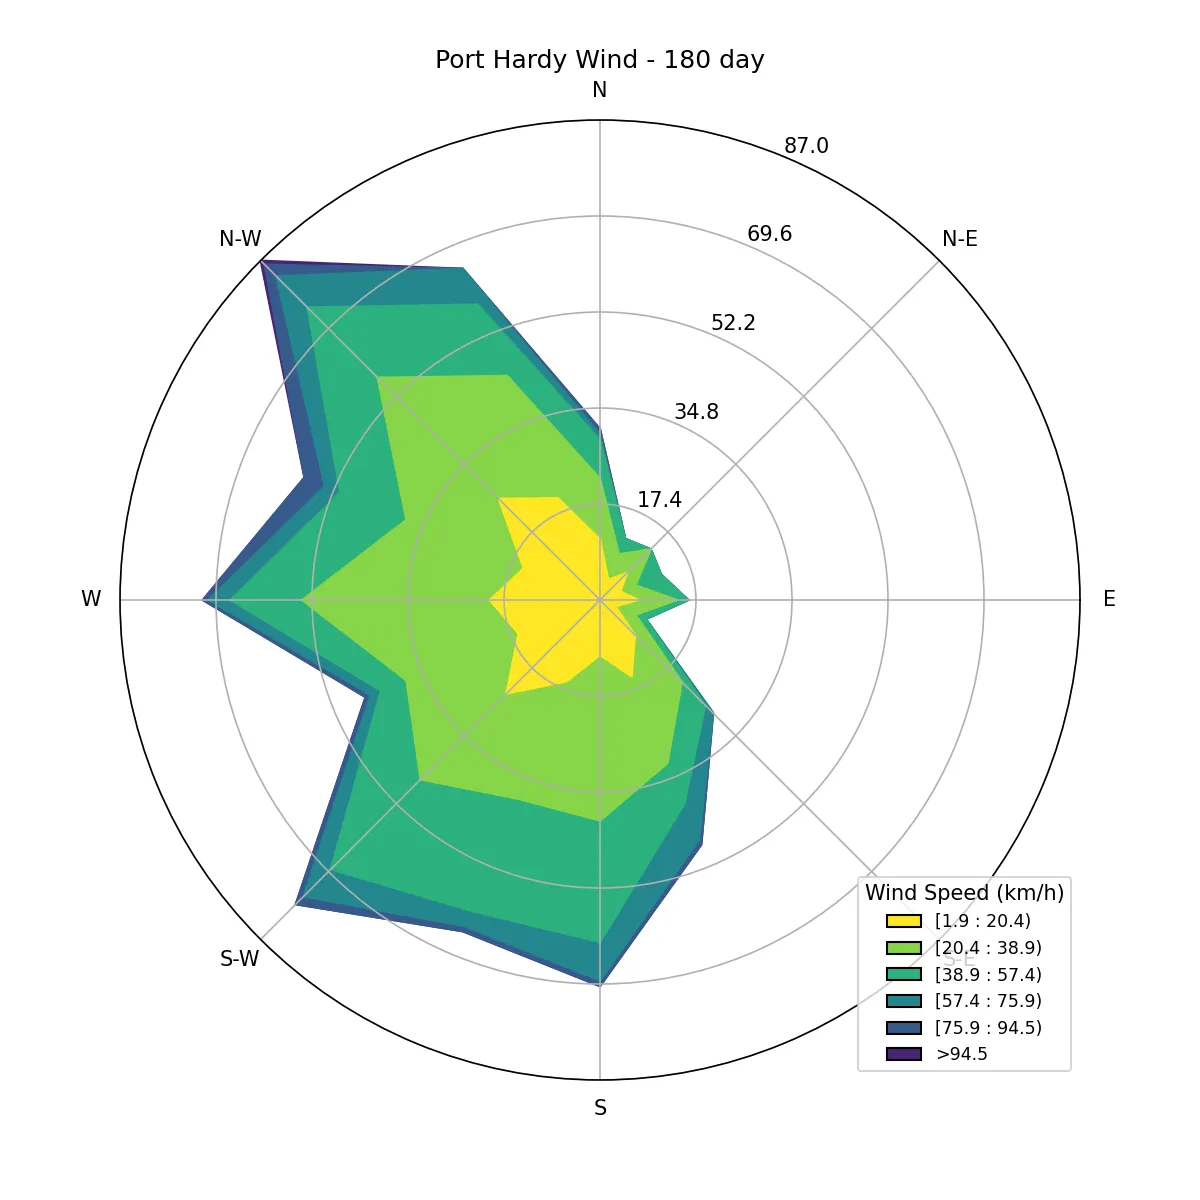 Port Hardy Wind - 180 day
N
87.0
69.6
N-W
N-E
52.2
34.8
17.4
W
E
S-W
S-E
S
Wind Speed (km/h)
[1.9 : 20.4)
[20.4 : 38.9)
[38.9 : 57.4)
[57.4 : 75.9)
[75.9 : 94.5)
>94.5